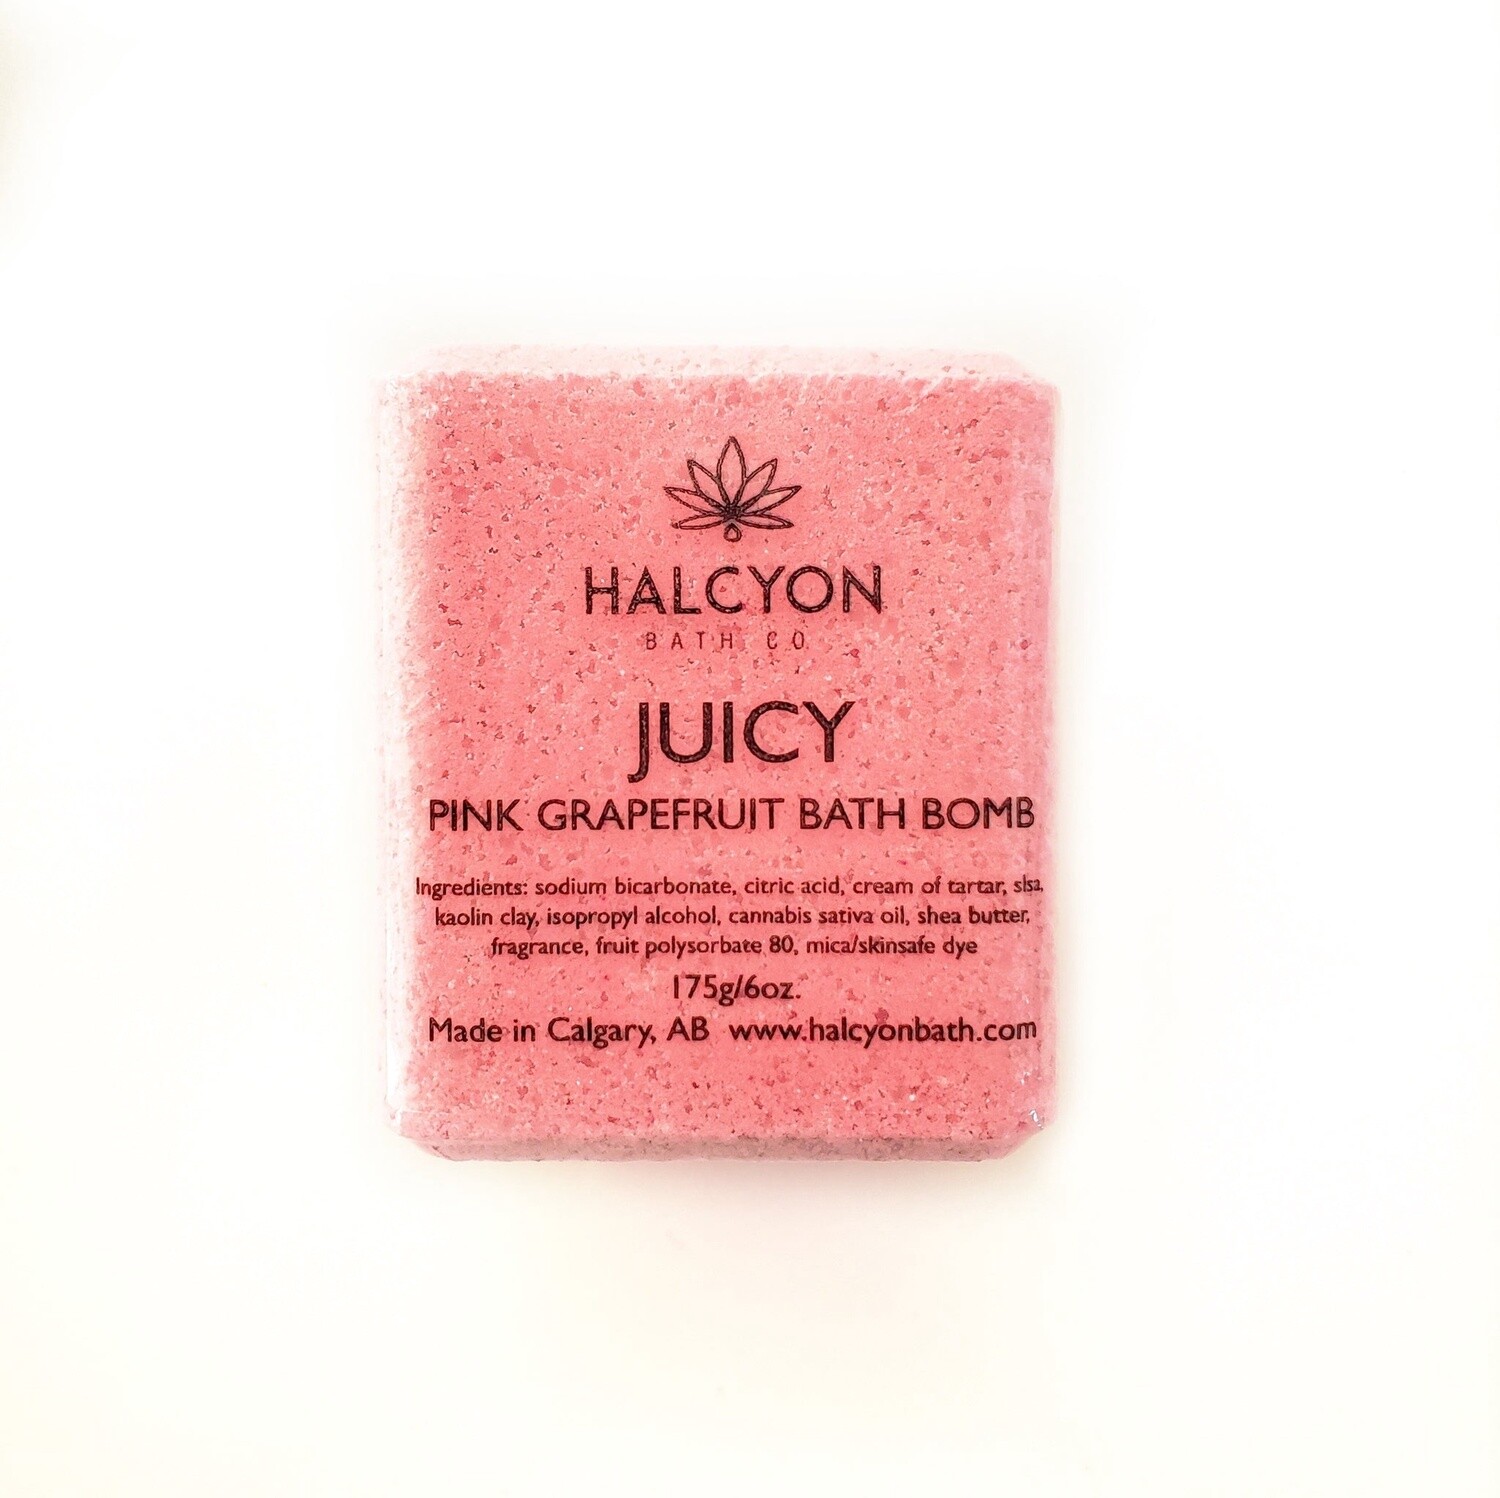 HALCYON
BATH CO.
JUICY
PINK GRAPEFRUIT BATH BOMB
Ingredients: sodium bicarbonate, citric acid, cream of tartar, slsa,
kaolin clay, isopropyl alcohol, cannabis sativa oil, shea butter,
fragrance, fruit polysorbate 80, mica/skinsafe dye
175g/6oz.
Made in Calgary, AB www.halcyonbath.com